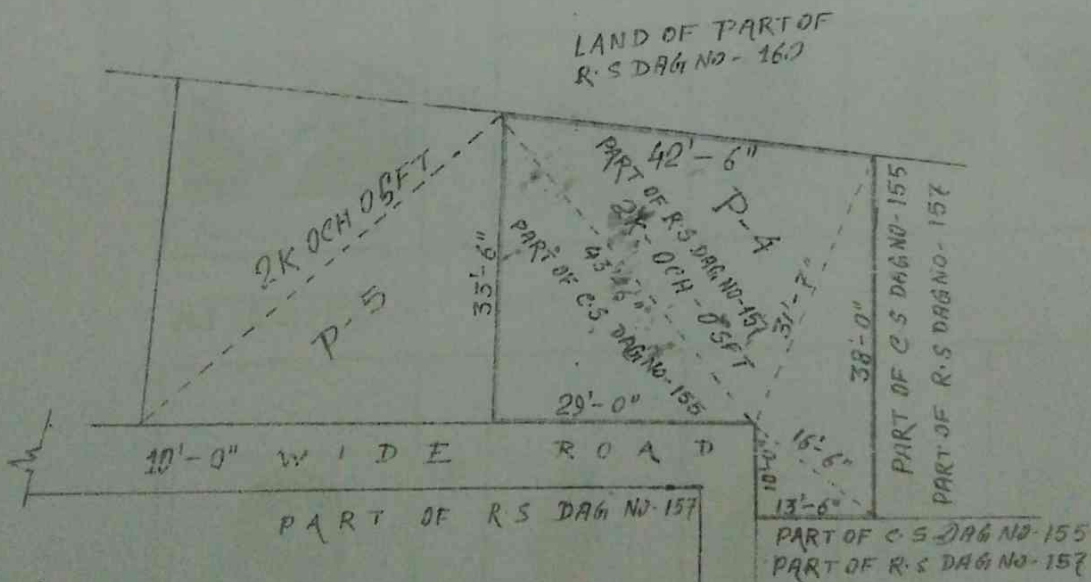 LAND OF PART OF
R.S DAG NO - 160
2K OCH OSFT
P-5
33'-6"
42'-6"
P-4
PART OF R.S DAG NO-157
2K - OCH - OSFT
43'-6"
PART OF C.S. DAG NO-155
31'-7"
38'-0"
PART OF C S DAG NO-155
PART OF R.S DAG NO-157
29'-0"
10'-0" WIDE ROAD
10'-0"
16'-6"
13'-6"
PART OF R S DAG NO-157
PART OF C S DAG NO-155
PART OF R.S DAG NO-157